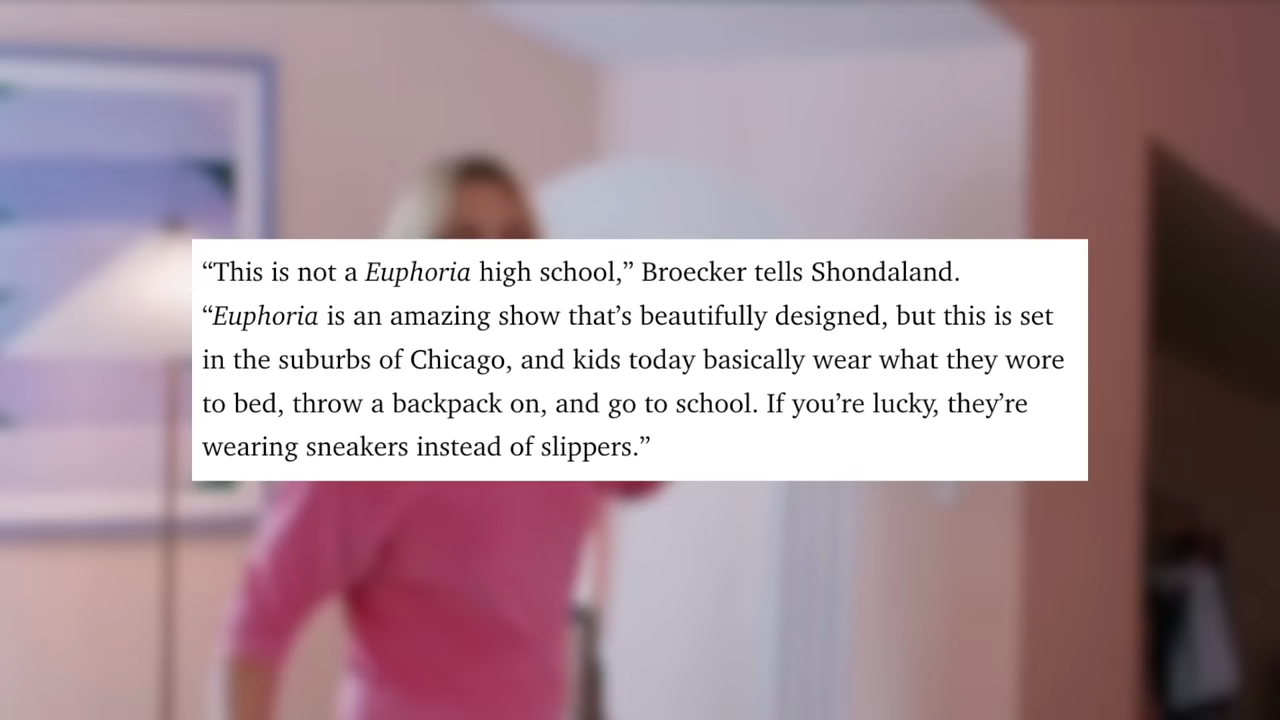 “This is not a Euphoria high school,” Broecker tells Shondaland.
“Euphoria is an amazing show that’s beautifully designed, but this is set
in the suburbs of Chicago, and kids today basically wear what they wore
to bed, throw a backpack on, and go to school. If you’re lucky, they’re
wearing sneakers instead of slippers.”